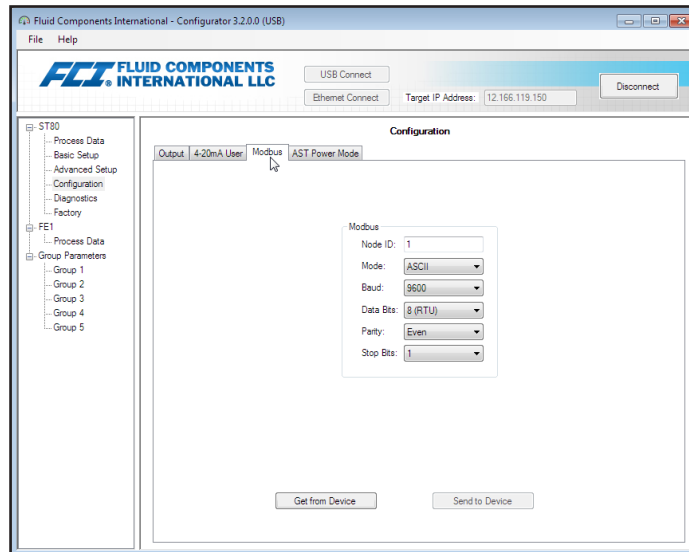 Fluid Components International - Configurator 3.2.0.0 (USB)
File Help
FCI® FLUID COMPONENTS
INTERNATIONAL LLC
USB Connect
Ethernet Connect Target IP Address: 12.166.119.150
Disconnect
ST80
Process Data
Basic Setup
Advanced Setup
Configuration
Diagnostics
Factory
FE1
Process Data
Group Parameters
Group 1
Group 2
Group 3
Group 4
Group 5
Configuration
Output 4-20mA User Modbus AST Power Mode
Modbus
Node ID: 1
Mode: ASCII
Baud: 9600
Data Bits: 8 (RTU)
Parity: Even
Stop Bits: 1
Get from Device Send to Device